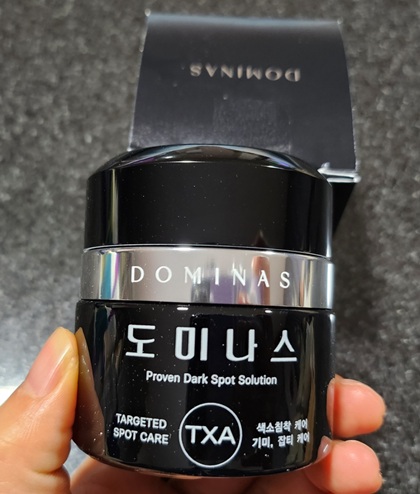 DOMINAS
DOMINAS
도미나스
Proven Dark Spot Solution
TARGETED
SPOT CARE
TXA
색소침착 케어
기미, 잡티 케어